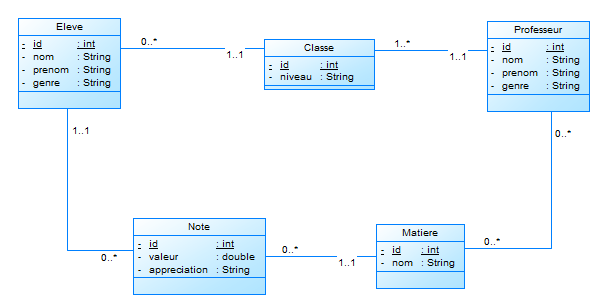 Eleve
- id : int
- nom : String
- prenom : String
- genre : String
0..*
1..1
Classe
- id : int
- niveau : String
1..*
1..1
Professeur
- id : int
- nom : String
- prenom : String
- genre : String
1..1
0..*
0..*
Note
- id : int
- valeur : double
- appreciation : String
0..*
1..1
Matiere
- id : int
- nom : String
0..*